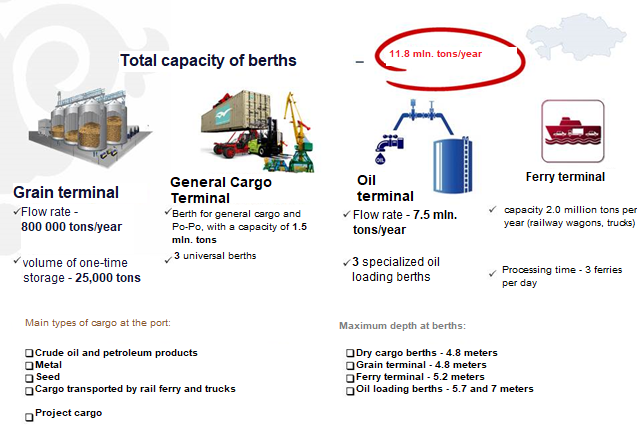 Total capacity of berths – 11.8 mln. tons/year
Grain terminal
✓Flow rate -
800 000 tons/year
✓volume of one-time
storage - 25,000 tons
General Cargo
Terminal
✓Berth for general cargo and
Po-Po, with a capacity of 1.5
mln. tons
✓3 universal berths
OIL
Oil
terminal
✓Flow rate - 7.5 mln.
tons/year
✓3 specialized oil
loading berths
Ferry terminal
✓ capacity 2.0 million tons per
year (railway wagons, trucks)
✓ Processing time - 3 ferries
per day
Main types of cargo at the port:
❑Crude oil and petroleum products
❑Metal
❑Seed
❑Cargo transported by rail ferry and trucks
❑Project cargo
Maximum depth at berths:
❑Dry cargo berths - 4.8 meters
❑Grain terminal - 4.8 meters
❑Ferry terminal - 5.2 meters
❑Oil loading berths - 5.7 and 7 meters